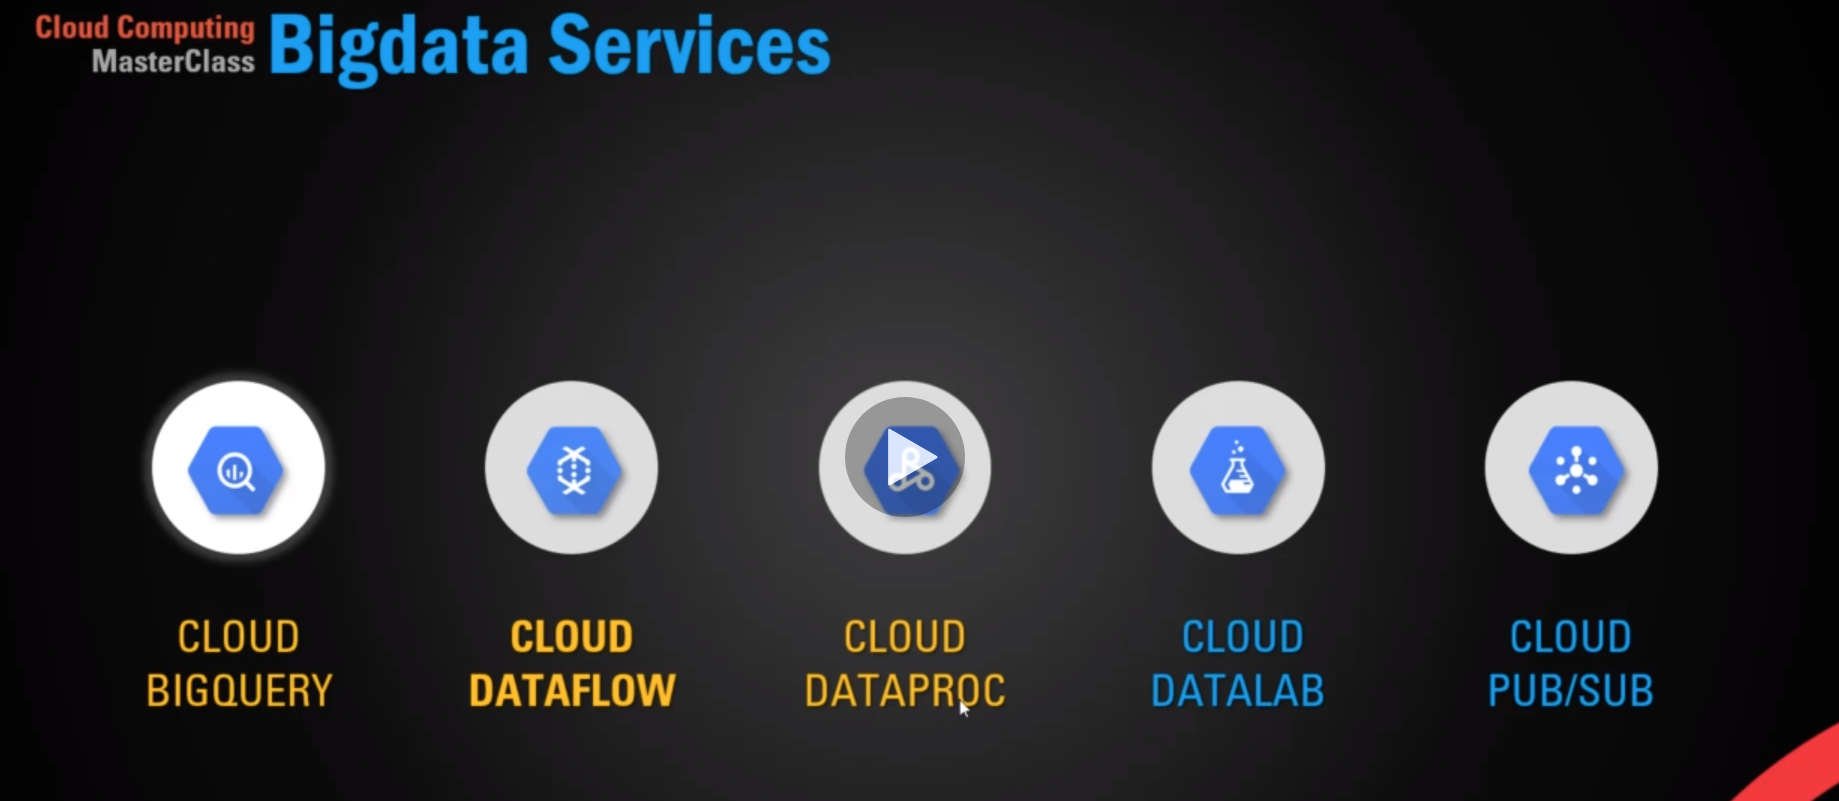 Cloud Computing
MasterClass
Bigdata Services
CLOUD
BIGQUERY
CLOUD
DATAFLOW
CLOUD
DATAPROC
CLOUD
DATALAB
CLOUD
PUB/SUB